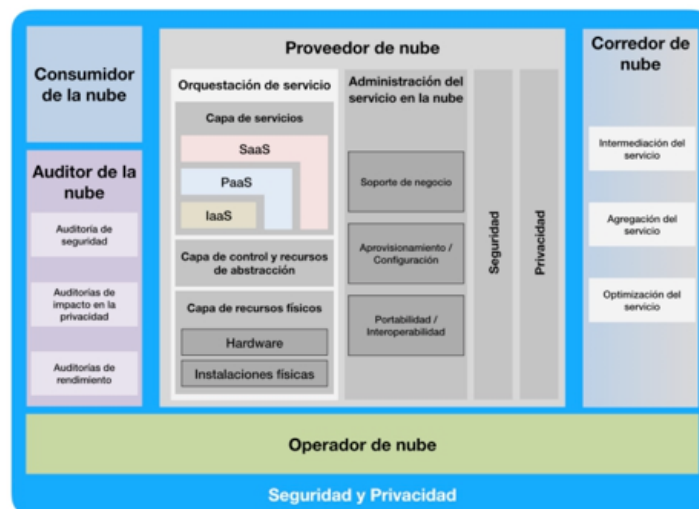 Consumidor
de la nube
Auditor de la
nube
Auditoría de
seguridad
Auditorías de
impacto en la
privacidad
Auditorías de
rendimiento
Proveedor de nube
Orquestación de servicio
Capa de servicios
SaaS
PaaS
IaaS
Capa de control y recursos
de abstracción
Capa de recursos físicos
Hardware
Instalaciones físicas
Administración del
servicio en la nube
Soporte de negocio
Aprovisionamiento /
Configuración
Portabilidad /
Interoperabilidad
Seguridad
Privacidad
Corredor de
nube
Intermediación del
servicio
Agregación del
servicio
Optimización del
servicio
Operador de nube
Seguridad y Privacidad